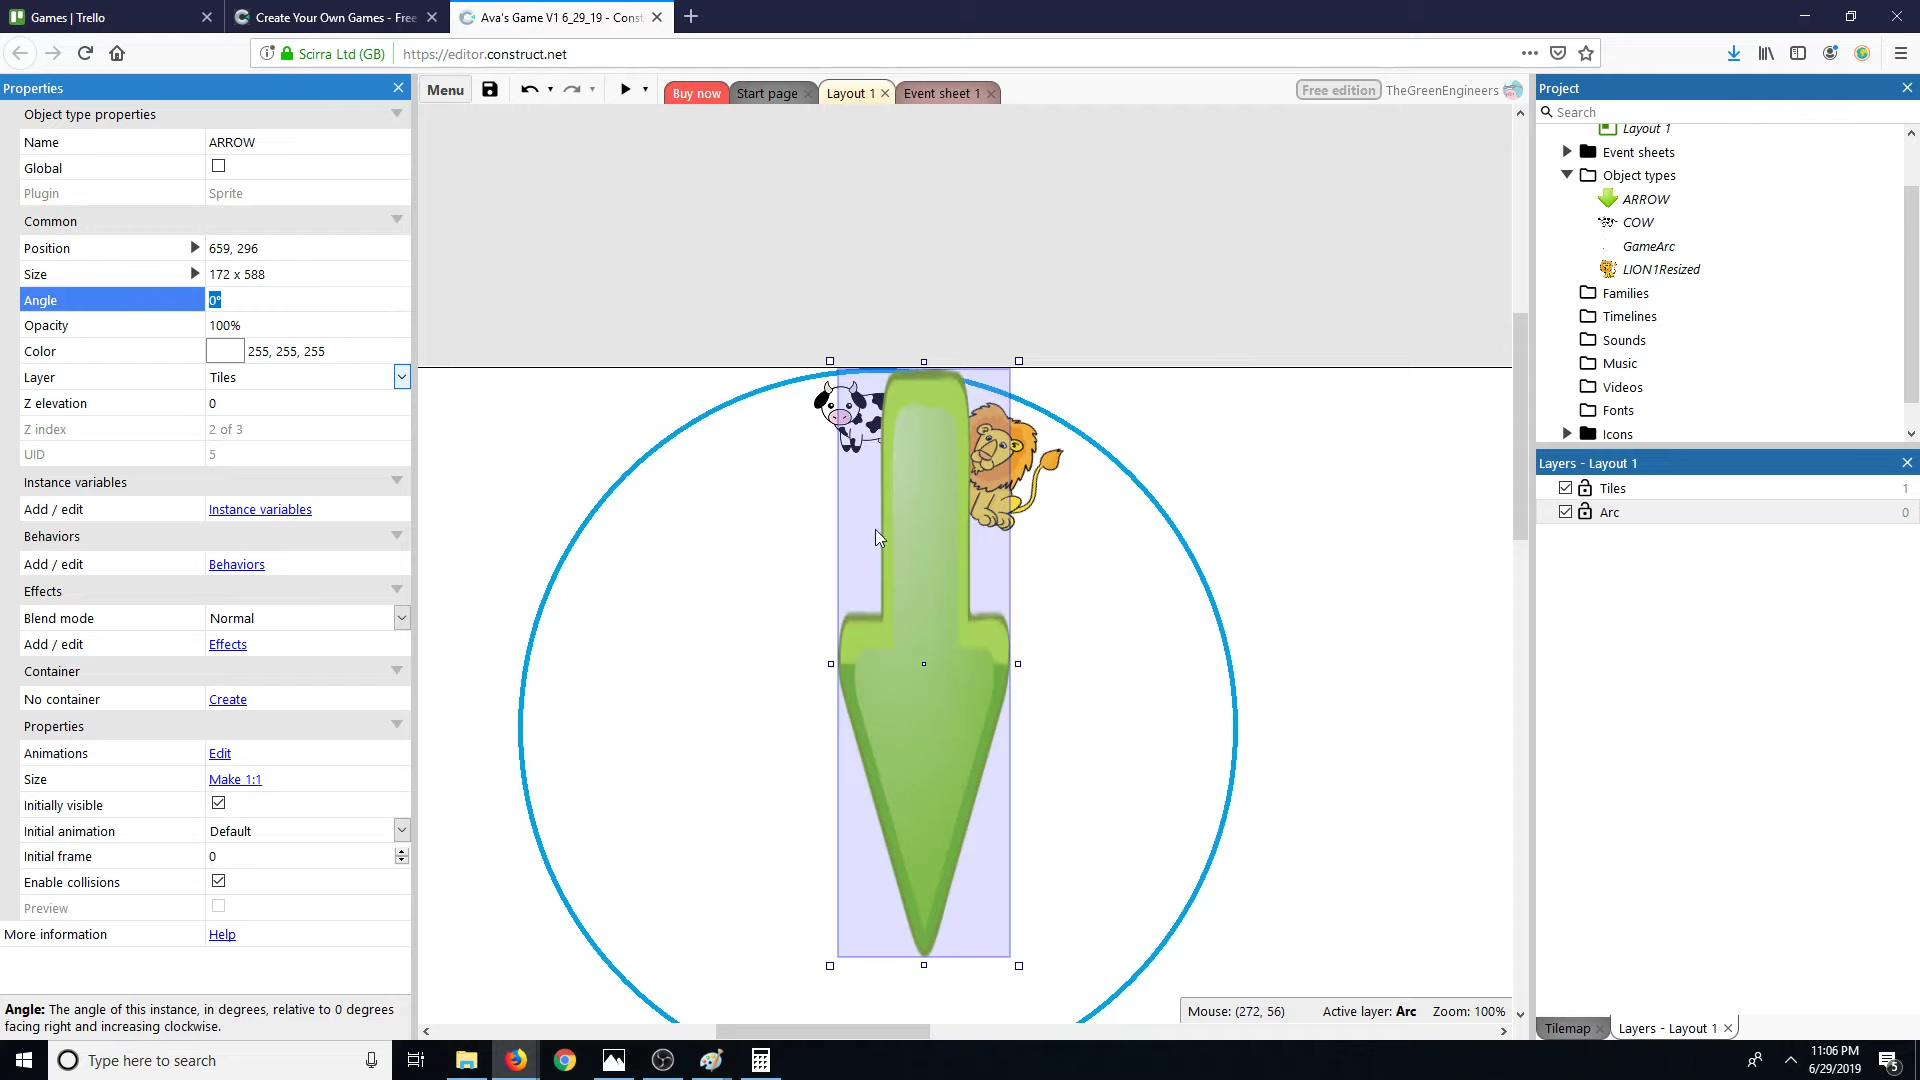 Games | Trello
Create Your Own Games - Free
Ava's Game V1 6_29_19 - Const
Scirra Ltd (GB)
https://editor.construct.net
Properties
Menu
Buy now
Start page
Layout 1
Event sheet 1
Free edition
TheGreenEngineers
Project
Object type properties
Name ARROW
Global
Plugin Sprite
Common
Position 659, 296
Size 172 x 588
Angle 0°
Opacity 100%
Color 255, 255, 255
Layer Tiles
Z elevation 0
Z index 2 of 3
UID 5
Instance variables
Add / edit Instance variables
Behaviors
Add / edit Behaviors
Effects
Blend mode Normal
Add / edit Effects
Container
No container Create
Properties
Animations Edit
Size Make 1:1
Initially visible
Initial animation Default
Initial frame 0
Enable collisions
Preview
More information Help
Angle: The angle of this instance, in degrees, relative to 0 degrees
facing right and increasing clockwise.
Mouse: (272, 56) Active layer: Arc Zoom: 100%
Search
Layout 1
Event sheets
Object types
ARROW
COW
GameArc
LION1Resized
Families
Timelines
Sounds
Music
Videos
Fonts
Icons
Layers - Layout 1
Tiles 1
Arc 0
Tilemap
Layers - Layout 1
Type here to search
11:06 PM
6/29/2019
5